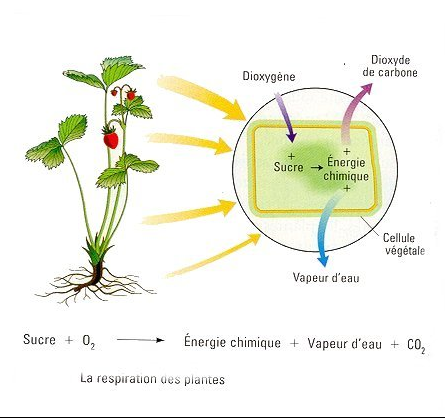 Dioxyde
de carbone
Dioxygène
+
Sucre → Énergie
chimique
+
+
Cellule
végétale
Vapeur d'eau
Sucre + O₂ ⟶ Énergie chimique + Vapeur d'eau + CO₂
La respiration des plantes